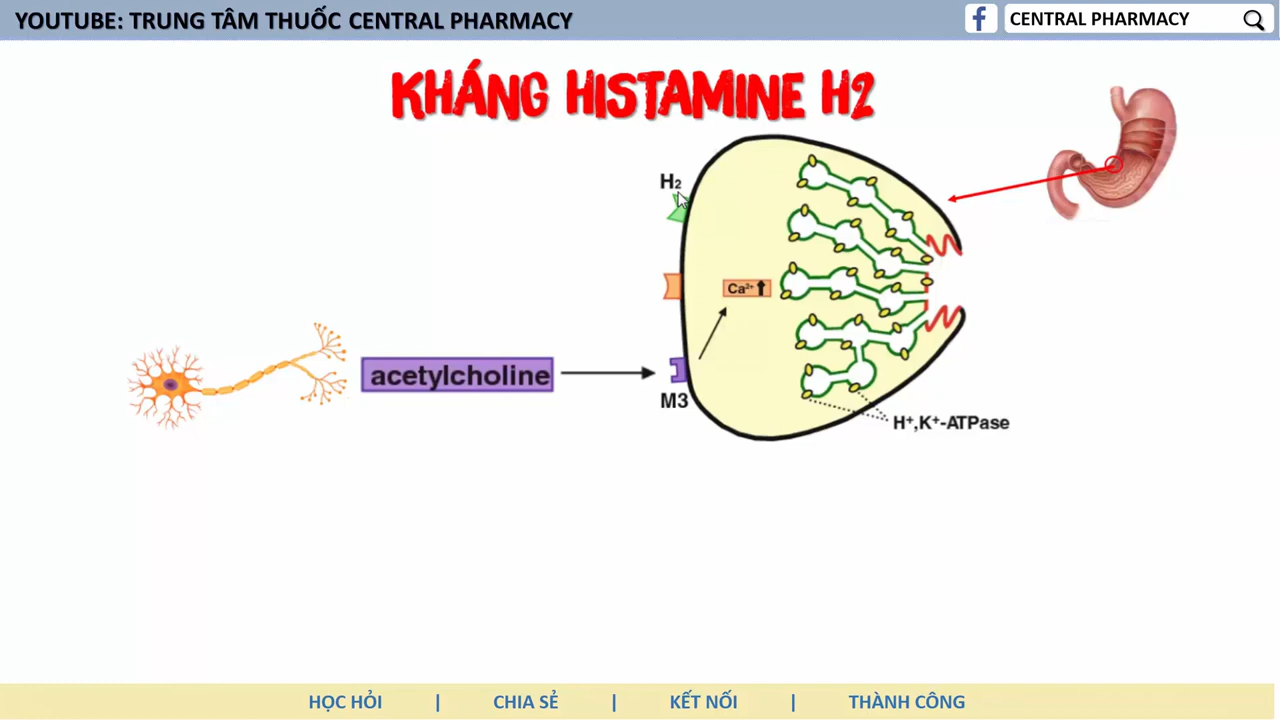 YOUTUBE: TRUNG TÂM THUỐC CENTRAL PHARMACY
CENTRAL PHARMACY
KHÁNG HISTAMINE H2
H₂
Ca²⁺
acetylcholine
M3
H⁺,K⁺-ATPase
HỌC HỎI | CHIA SẺ | KẾT NỐI | THÀNH CÔNG